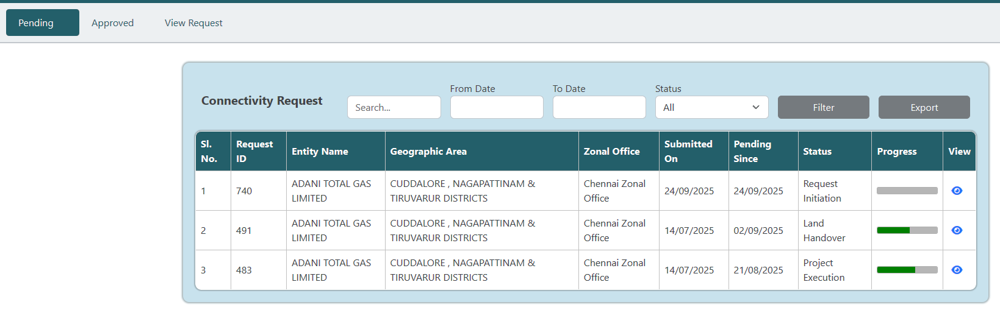 Pending Approved View Request
From Date To Date Status
Connectivity Request Search... All Filter Export
Sl. No. Request ID Entity Name Geographic Area Zonal Office Submitted On Pending Since Status Progress View
1 740 ADANI TOTAL GAS LIMITED CUDDALORE , NAGAPATTINAM & TIRUVARUR DISTRICTS Chennai Zonal Office 24/09/2025 24/09/2025 Request Initiation
2 491 ADANI TOTAL GAS LIMITED CUDDALORE , NAGAPATTINAM & TIRUVARUR DISTRICTS Chennai Zonal Office 14/07/2025 02/09/2025 Land Handover
3 483 ADANI TOTAL GAS LIMITED CUDDALORE , NAGAPATTINAM & TIRUVARUR DISTRICTS Chennai Zonal Office 14/07/2025 21/08/2025 Project Execution